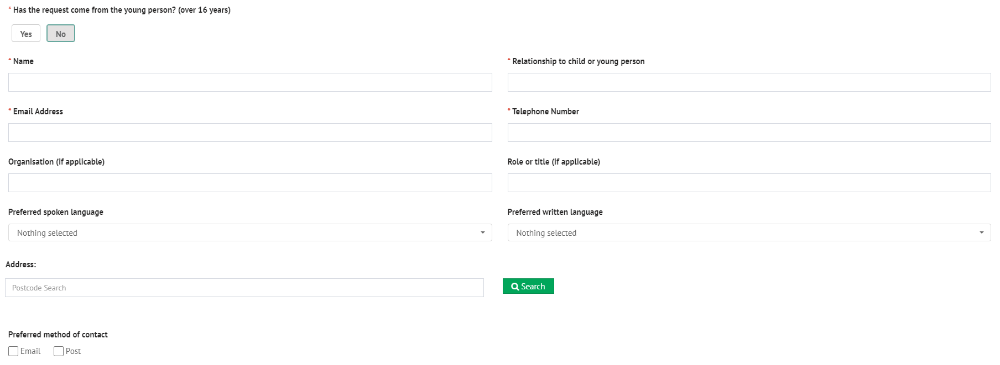 * Has the request come from the young person? (over 16 years)
Yes No
* Name
* Relationship to child or young person
* Email Address
* Telephone Number
Organisation (if applicable)
Role or title (if applicable)
Preferred spoken language
Preferred written language
Nothing selected
Nothing selected
Address:
Postcode Search
Search
Preferred method of contact
Email Post